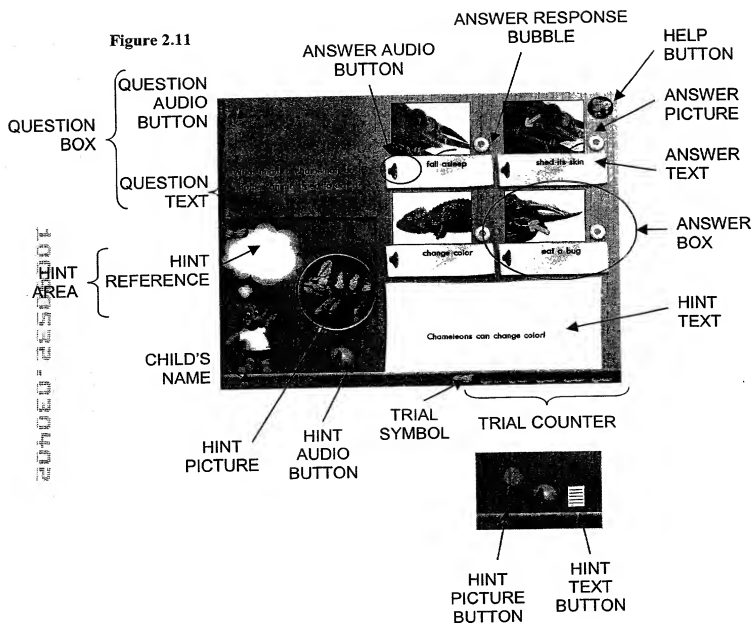 Figure 2.11
ANSWER AUDIO
BUTTON
ANSWER RESPONSE
BUBBLE
HELP
BUTTON
QUESTION
AUDIO
BUTTON
QUESTION
BOX
QUESTION
TEXT
ANSWER
PICTURE
ANSWER
TEXT
fall asleep
shed its skin
ANSWER
BOX
change color
eat a bug
HINT
AREA
HINT
REFERENCE
HINT
TEXT
Chameleons can change color!
CHILD'S
NAME
HINT
PICTURE
HINT
AUDIO
BUTTON
TRIAL
SYMBOL
TRIAL COUNTER
HINT
PICTURE
BUTTON
HINT
TEXT
BUTTON